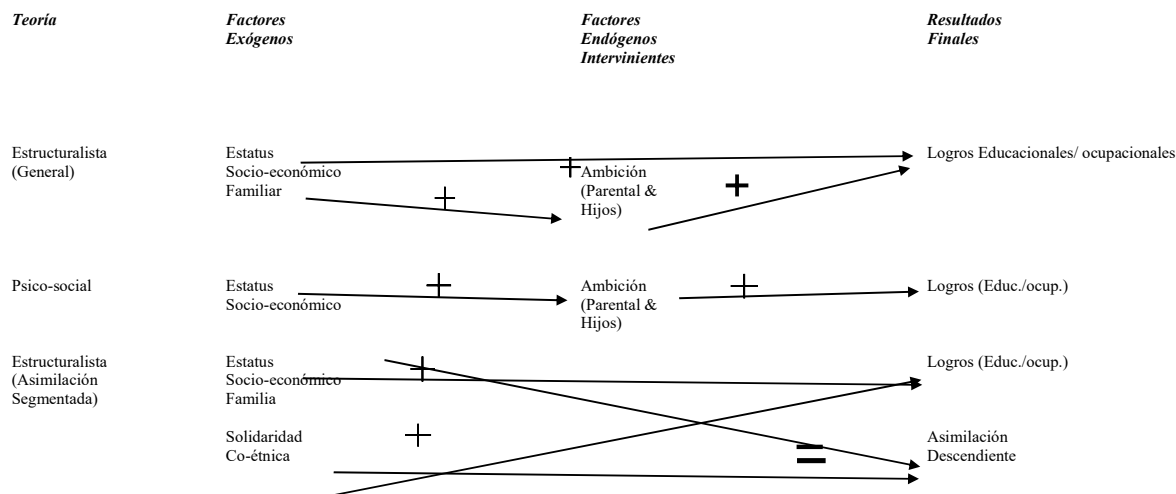 Teoría
Factores
Exógenos
Factores
Endógenos
Intervinientes
Resultados
Finales
Estructuralista
(General)
Estatus
Socio-económico
Familiar
+
+
Ambición
(Parental &
Hijos)
+
Logros Educacionales/ ocupacionales
Psico-social
Estatus
Socio-económico
+
Ambición
(Parental &
Hijos)
+
Logros (Educ./ocup.)
Estructuralista
(Asimilación
Segmentada)
Estatus
Socio-económico
Familia
+
Logros (Educ./ocup.)
Solidaridad
Co-étnica
+
Asimilación
Descendiente